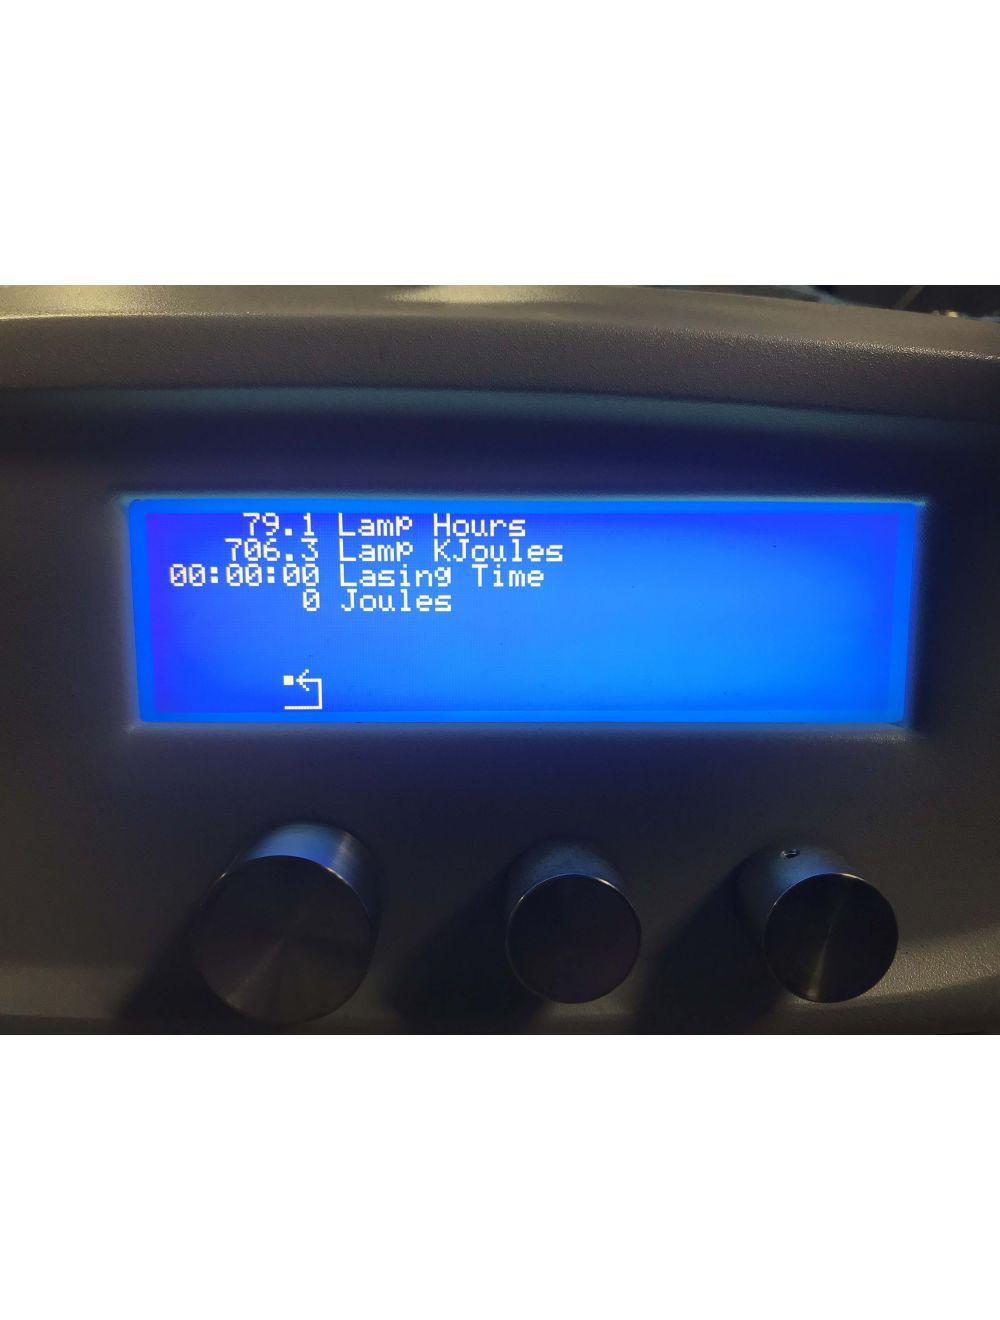 79.1 Lamp Hours
706.3 Lamp KJoules
00:00:00 Lasing Time
0 Joules